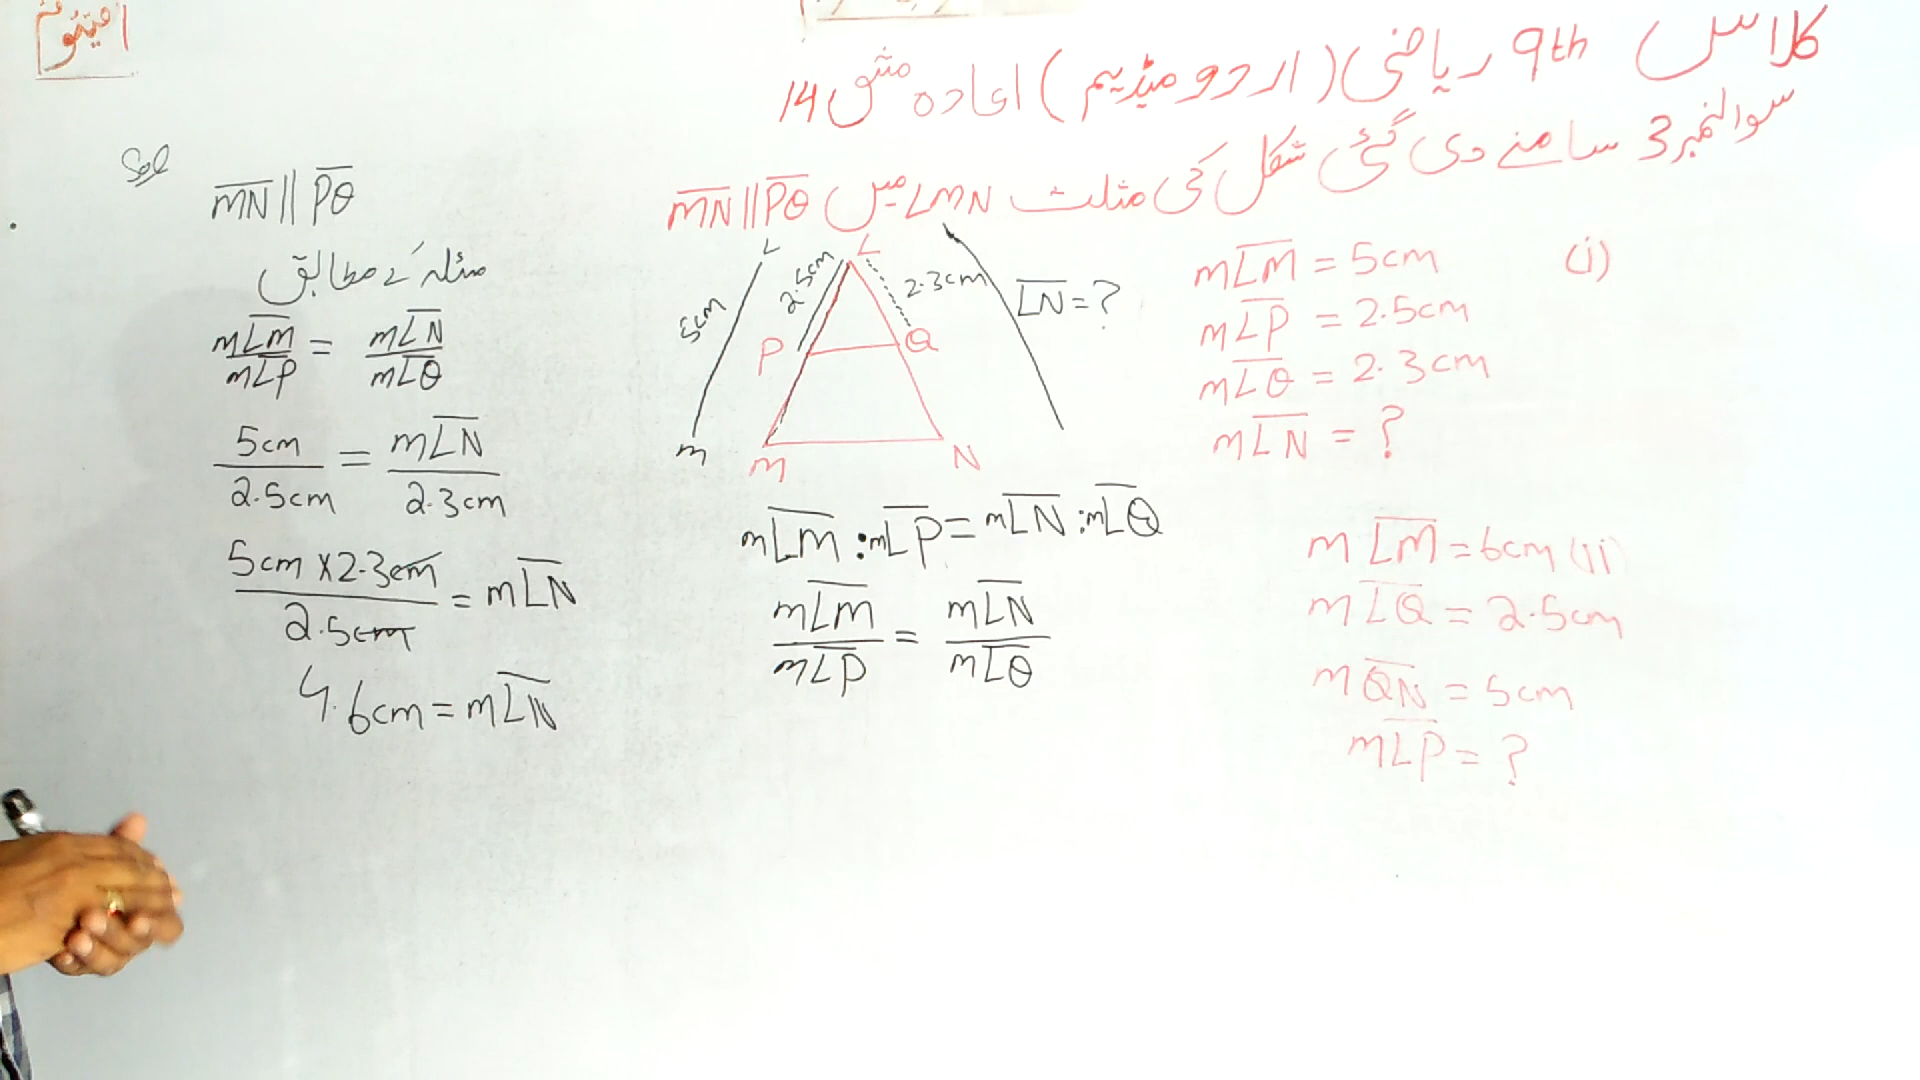 کلاس 9th ریاضی (اردو میڈیم) اعادہ مشق 14
سوالنمبر 3 سامنے دی گئی شکل کی مثلث LMN میں MN||PQ
Sol
MN || PQ
مسئلہ کے مطابق
mLM/mLP = mLN/mLQ
5cm/2.5cm = mLN/2.3cm
5cm x 2.3cm/2.5cm = mLN
4.6cm = mLN
L
5cm
m
L
2.5cm
2.3cm
P
Q
M
N
LN = ?
mLM : mLP = mLN : mLQ
mLM/mLP = mLN/mLQ
(i)
mLM = 5cm
mLP = 2.5cm
mLQ = 2.3cm
mLN = ?
mLM = 6cm (ii)
mLQ = 2.5cm
mQN = 5cm
mLP = ?